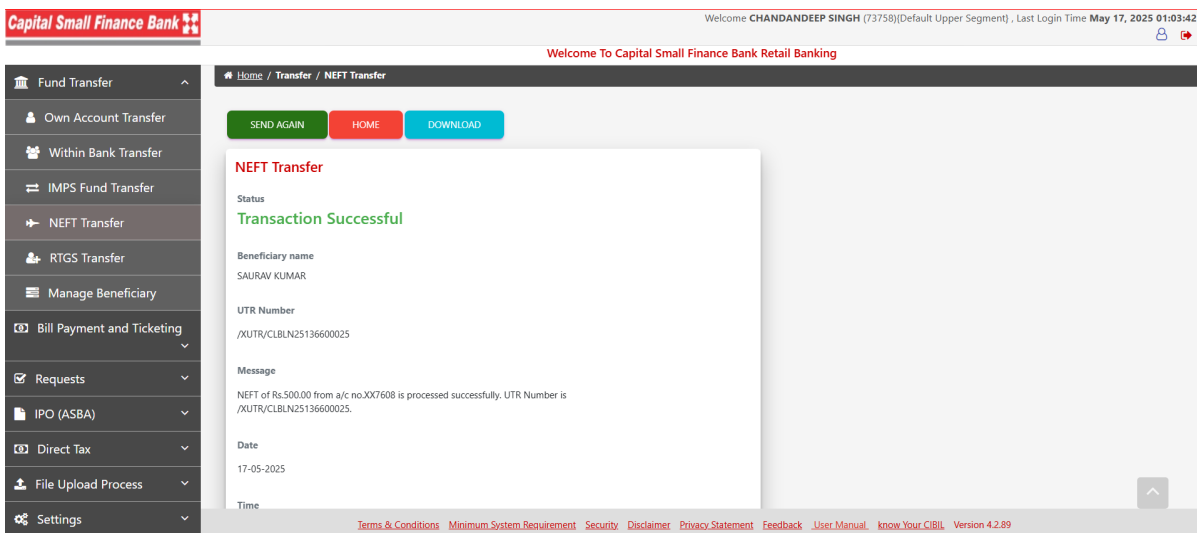 Capital Small Finance Bank
Welcome CHANDANDEEP SINGH (73758)(Default Upper Segment) , Last Login Time May 17, 2025 01:03:42
Welcome To Capital Small Finance Bank Retail Banking
Fund Transfer
Own Account Transfer
Within Bank Transfer
IMPS Fund Transfer
NEFT Transfer
RTGS Transfer
Manage Beneficiary
Bill Payment and Ticketing
Requests
IPO (ASBA)
Direct Tax
File Upload Process
Settings
Home / Transfer / NEFT Transfer
SEND AGAIN HOME DOWNLOAD
NEFT Transfer
Status
Transaction Successful
Beneficiary name
SAURAV KUMAR
UTR Number
/XUTR/CLBLN25136600025
Message
NEFT of Rs.500.00 from a/c no.XX7608 is processed successfully. UTR Number is
/XUTR/CLBLN25136600025.
Date
17-05-2025
Time
Terms & Conditions Minimum System Requirement Security Disclaimer Privacy Statement Feedback User Manual know Your CIBIL Version 4.2.89